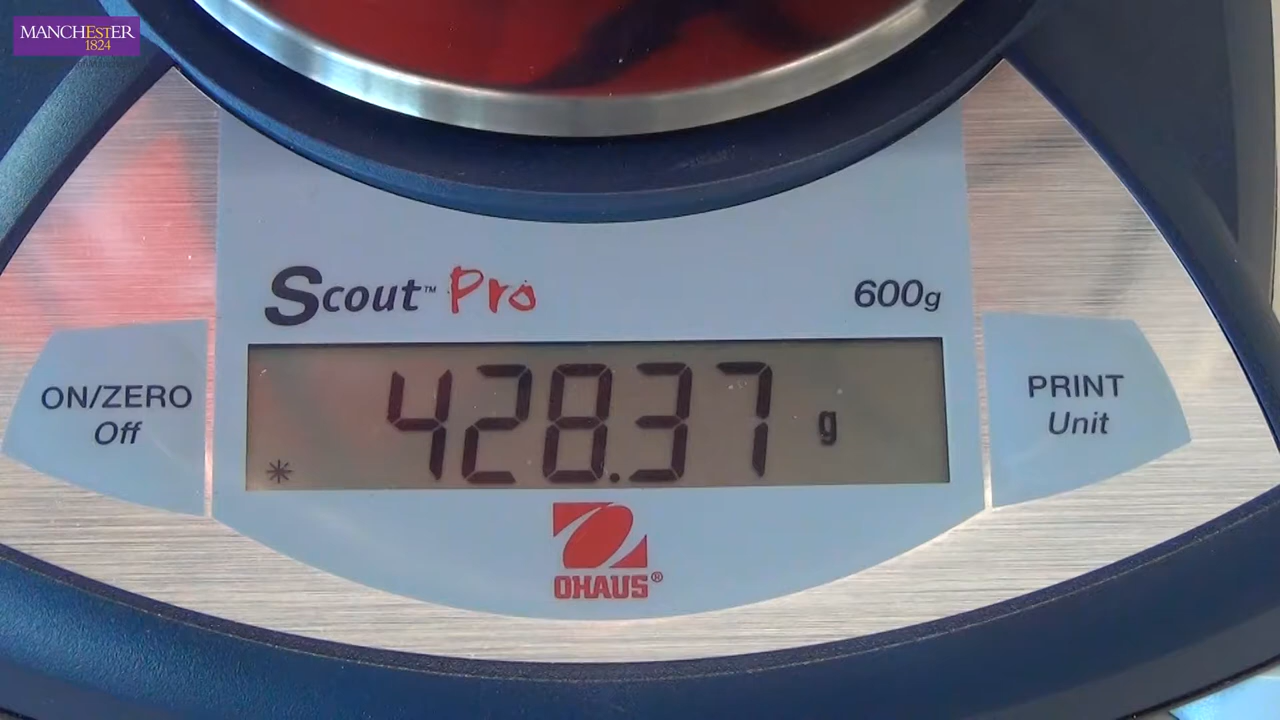 MANCHESTER
1824
Scout™ Pro
600g
ON/ZERO
Off
428.37 g
*
PRINT
Unit
OHAUS®